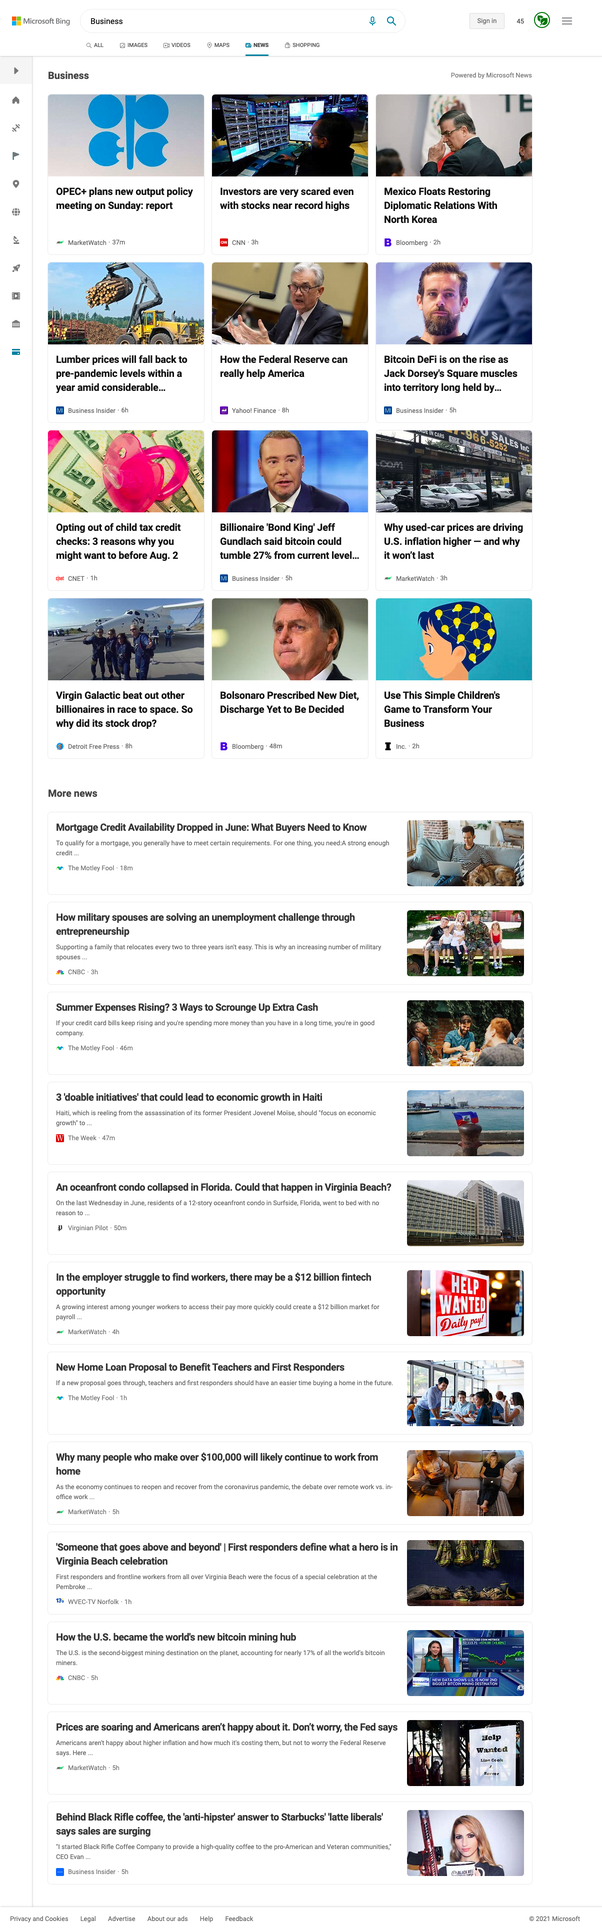 Microsoft Bing
Business
Sign in
45
ALL
IMAGES
VIDEOS
MAPS
NEWS
SHOPPING
Business
Powered by Microsoft News
OPEC+ plans new output policy
meeting on Sunday: report
MarketWatch · 37m
Investors are very scared even
with stocks near record highs
CNN · 3h
Mexico Floats Restoring
Diplomatic Relations With
North Korea
Bloomberg · 2h
Lumber prices will fall back to
pre-pandemic levels within a
year amid considerable...
Business Insider · 6h
How the Federal Reserve can
really help America
Yahoo! Finance · 8h
Bitcoin DeFi is on the rise as
Jack Dorsey's Square muscles
into territory long held by...
Business Insider · 5h
Opting out of child tax credit
checks: 3 reasons why you
might want to before Aug. 2
CNET · 1h
Billionaire 'Bond King' Jeff
Gundlach said bitcoin could
tumble 27% from current level...
Business Insider · 5h
Why used-car prices are driving
U.S. inflation higher — and why
it won't last
MarketWatch · 3h
Virgin Galactic beat out other
billionaires in race to space. So
why did its stock drop?
Detroit Free Press · 8h
Bolsonaro Prescribed New Diet,
Discharge Yet to Be Decided
Bloomberg · 48m
Use This Simple Children's
Game to Transform Your
Business
Inc. · 2h
More news
Mortgage Credit Availability Dropped in June: What Buyers Need to Know
To qualify for a mortgage, you generally have to meet certain requirements. For one thing, you need:A strong enough
credit ...
The Motley Fool · 18m
How military spouses are solving an unemployment challenge through
entrepreneurship
Supporting a family that relocates every two to three years isn't easy. This is why an increasing number of military
spouses ...
CNBC · 3h
Summer Expenses Rising? 3 Ways to Scrounge Up Extra Cash
If your credit card bills keep rising and you're spending more money than you have in a long time, you're in good
company.
The Motley Fool · 46m
3 'doable initiatives' that could lead to economic growth in Haiti
Haiti, which is reeling from the assassination of its former President Jovenel Moïse, should "focus on economic
growth" to ...
The Week · 47m
An oceanfront condo collapsed in Florida. Could that happen in Virginia Beach?
On the last Wednesday in June, residents of a 12-story oceanfront condo in Surfside, Florida, went to bed with no
reason to ...
Virginian Pilot · 50m
In the employer struggle to find workers, there may be a $12 billion fintech
opportunity
A growing interest among younger workers to access their pay more quickly could create a $12 billion market for
payroll ...
MarketWatch · 4h
HELP
WANTED
Daily pay!
New Home Loan Proposal to Benefit Teachers and First Responders
If a new proposal goes through, teachers and first responders should have an easier time buying a home in the future.
The Motley Fool · 1h
Why many people who make over $100,000 will likely continue to work from
home
As the economy continues to reopen and recover from the coronavirus pandemic, the debate over remote work vs. in-
office work ...
MarketWatch · 5h
'Someone that goes above and beyond' | First responders define what a hero is in
Virginia Beach celebration
First responders and frontline workers from all over Virginia Beach were the focus of a special celebration at the
Pembroke ...
WVEC-TV Norfolk · 1h
How the U.S. became the world's new bitcoin mining hub
The U.S. is the second-biggest mining destination on the planet, accounting for nearly 17% of all the world's bitcoin
miners.
CNBC · 5h
NEW DATA SHOWS U.S. IS NOW 2ND
BIGGEST BITCOIN MINING DESTINATION
Prices are soaring and Americans aren't happy about it. Don't worry, the Fed says
Americans aren't happy about higher inflation and how much it's costing them, but not to worry the Federal Reserve
says. Here ...
MarketWatch · 5h
Help
Wanted
Behind Black Rifle coffee, the 'anti-hipster' answer to Starbucks' 'latte liberals'
says sales are surging
"I started Black Rifle Coffee Company to provide a high-quality coffee to the pro-American and Veteran communities,"
CEO Evan ...
Business Insider · 5h
Privacy and Cookies
Legal
Advertise
About our ads
Help
Feedback
© 2021 Microsoft